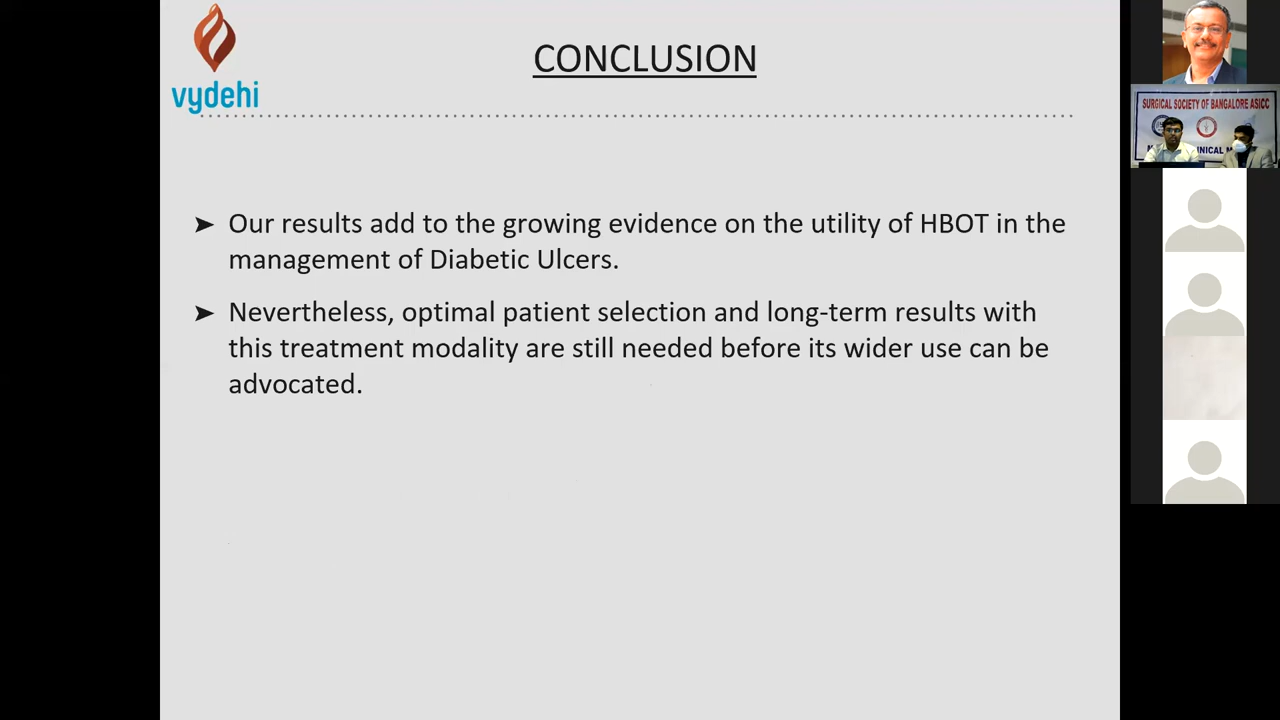 vydehi
CONCLUSION
➤ Our results add to the growing evidence on the utility of HBOT in the
management of Diabetic Ulcers.
➤ Nevertheless, optimal patient selection and long-term results with
this treatment modality are still needed before its wider use can be
advocated.
SURGICAL SOCIETY OF BANGALORE ASICC